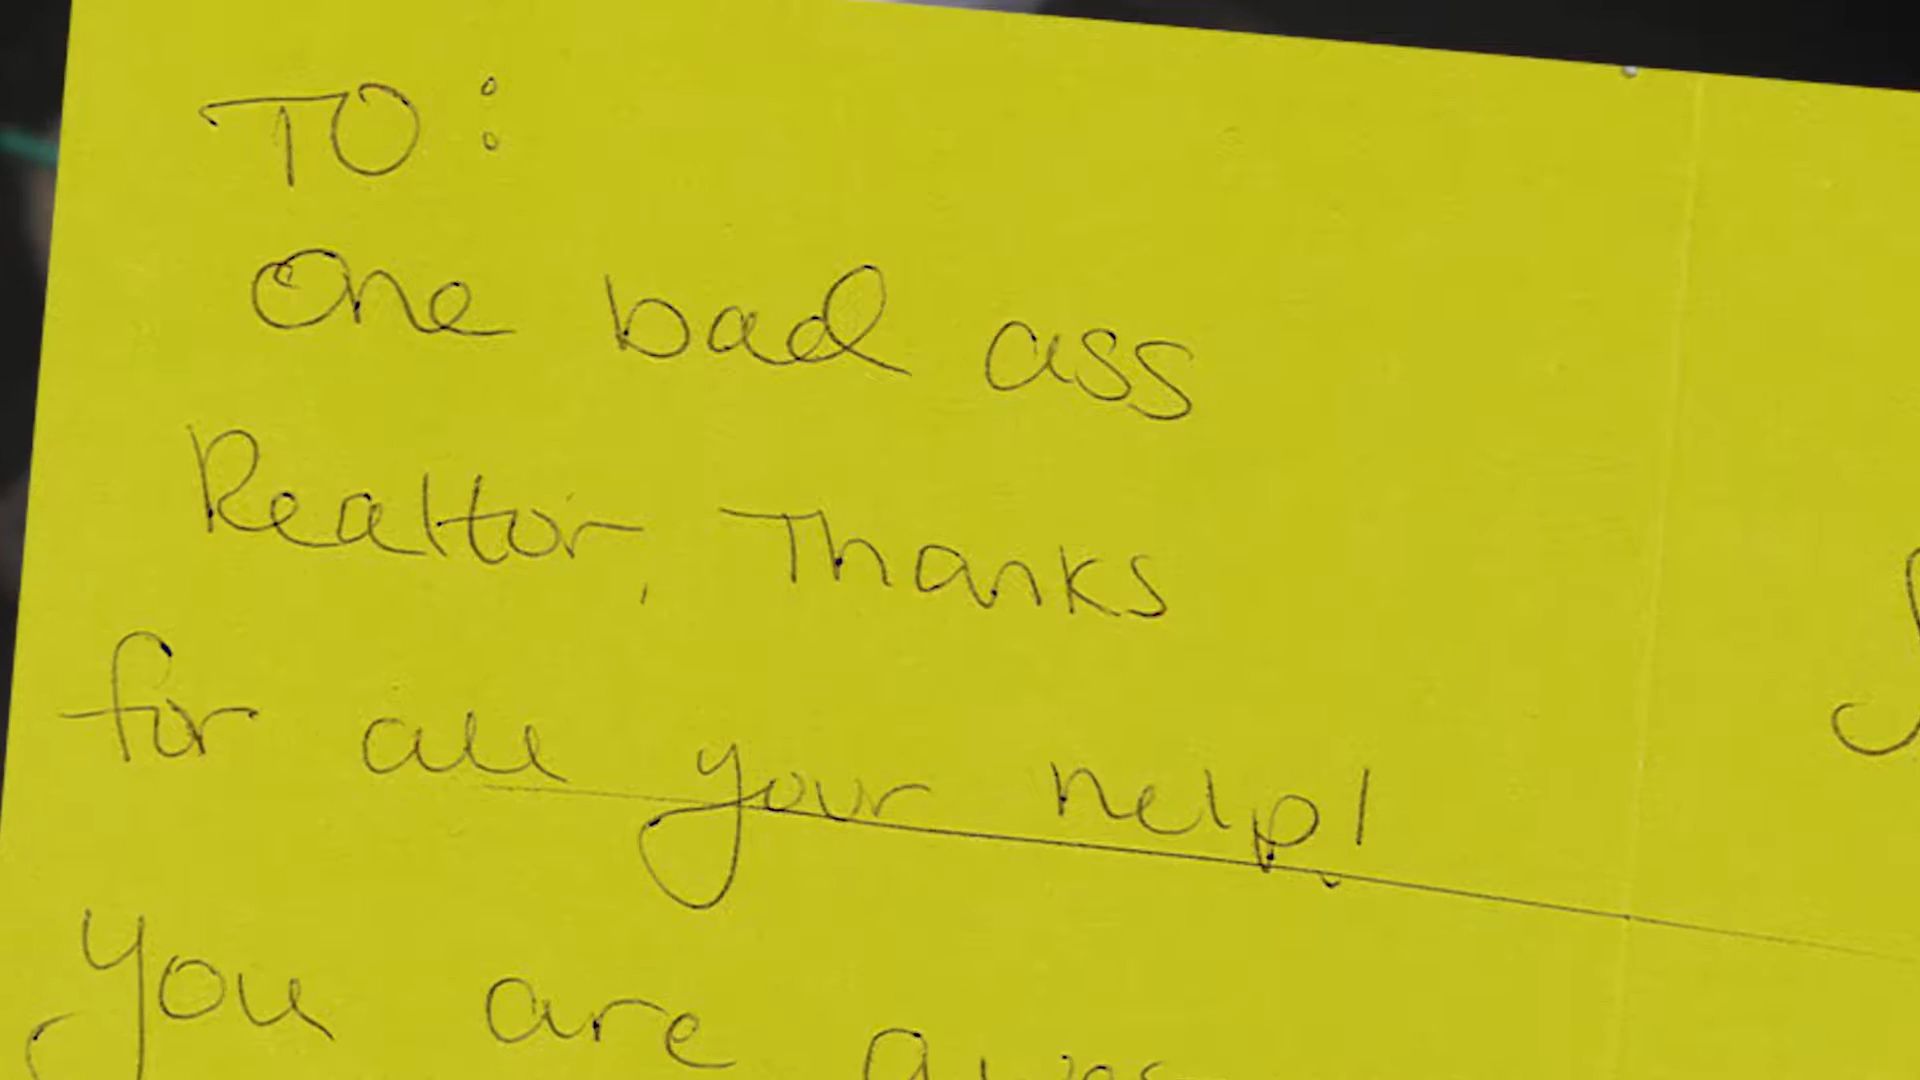 TO:
One bad ass
Realtor, Thanks
for all your help!
you are